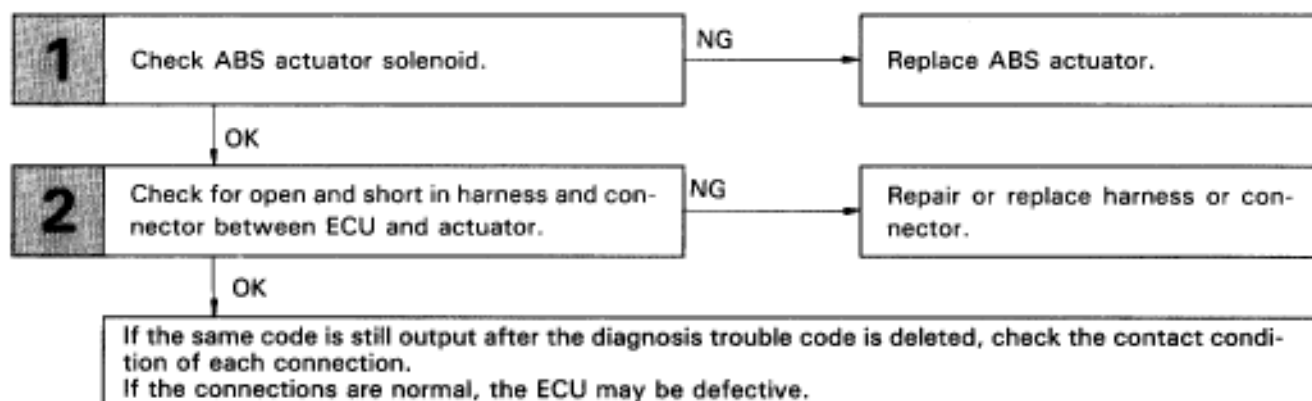 1
Check ABS actuator solenoid.
NG
Replace ABS actuator.
OK
2
Check for open and short in harness and con-
nector between ECU and actuator.
NG
Repair or replace harness or con-
nector.
OK
If the same code is still output after the diagnosis trouble code is deleted, check the contact condi-
tion of each connection.
If the connections are normal, the ECU may be defective.